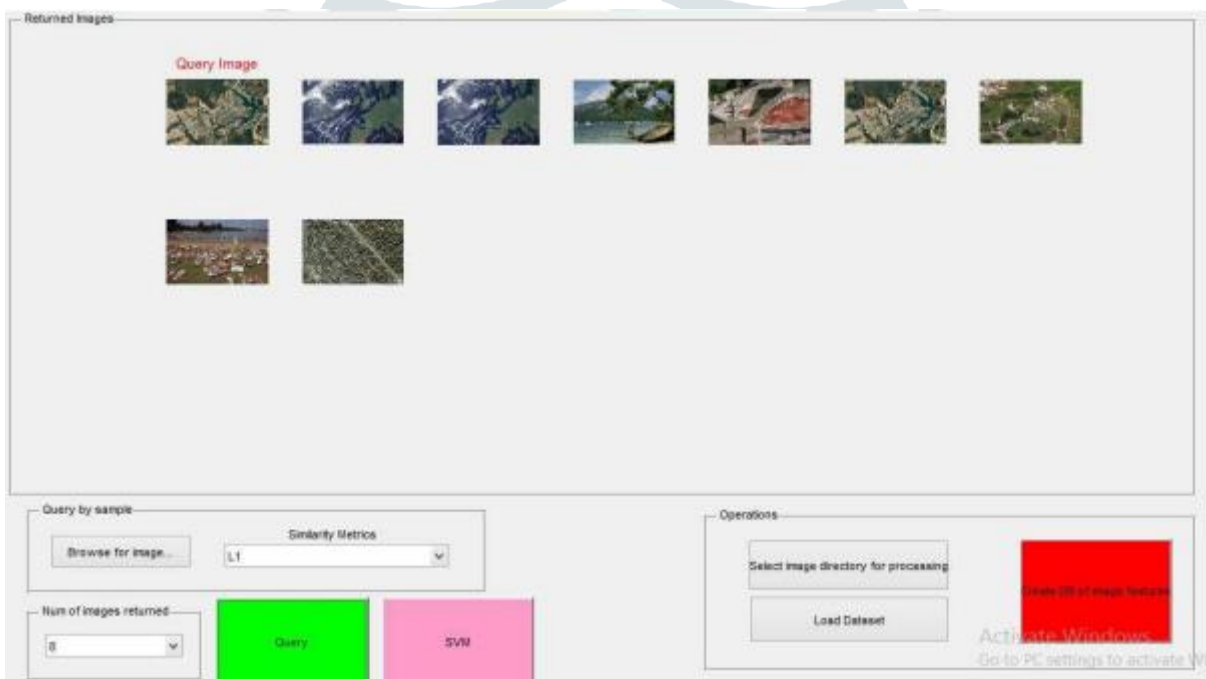 Returned Images
Query Image
Query by sample
Browse for image...
Similarity Metrics
L1
Num of images returned
8
Query
SVM
Operations
Select image directory for processing
Load Dataset
Create DB of image features
Activate Windows
Go to PC settings to activate Wi